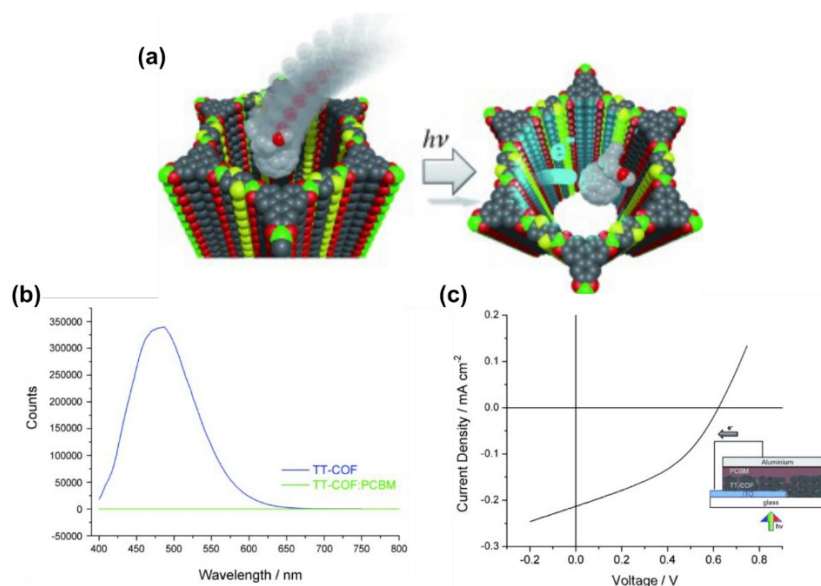 (a)
hν
e⁻
(b)
350000
300000
250000
200000
150000
100000
50000
0
-50000
400 450 500 550 600 650 700 750 800
Counts
Wavelength / nm
TT-COF
TT-COF:PCBM
(c)
0.2
0.1
0.0
-0.1
-0.2
-0.3
-0.2 0.0 0.2 0.4 0.6 0.8
Current Density / mA cm⁻²
Voltage / V
e⁻
Aluminium
PCBM
TT-COF
ITO
glass
hν